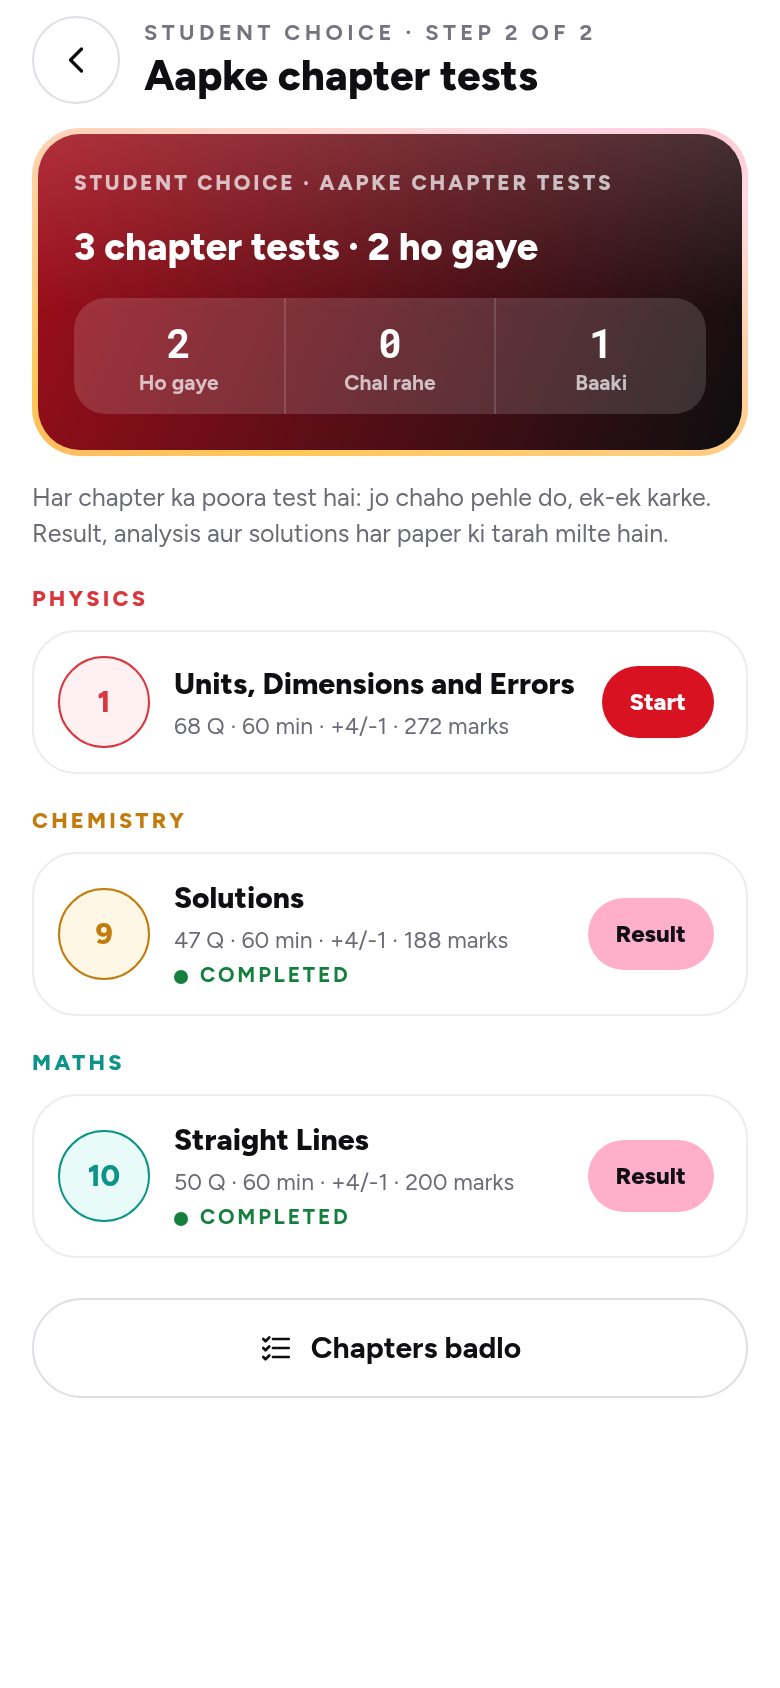 STUDENT CHOICE · STEP 2 OF 2
Aapke chapter tests
STUDENT CHOICE · AAPKE CHAPTER TESTS
3 chapter tests · 2 ho gaye
2 0 1
Ho gaye Chal rahe Baaki
Har chapter ka poora test hai: jo chaho pehle do, ek-ek karke.
Result, analysis aur solutions har paper ki tarah milte hain.
PHYSICS
1
Units, Dimensions and Errors
68 Q · 60 min · +4/-1 · 272 marks
Start
CHEMISTRY
9
Solutions
47 Q · 60 min · +4/-1 · 188 marks
COMPLETED
Result
MATHS
10
Straight Lines
50 Q · 60 min · +4/-1 · 200 marks
COMPLETED
Result
Chapters badlo